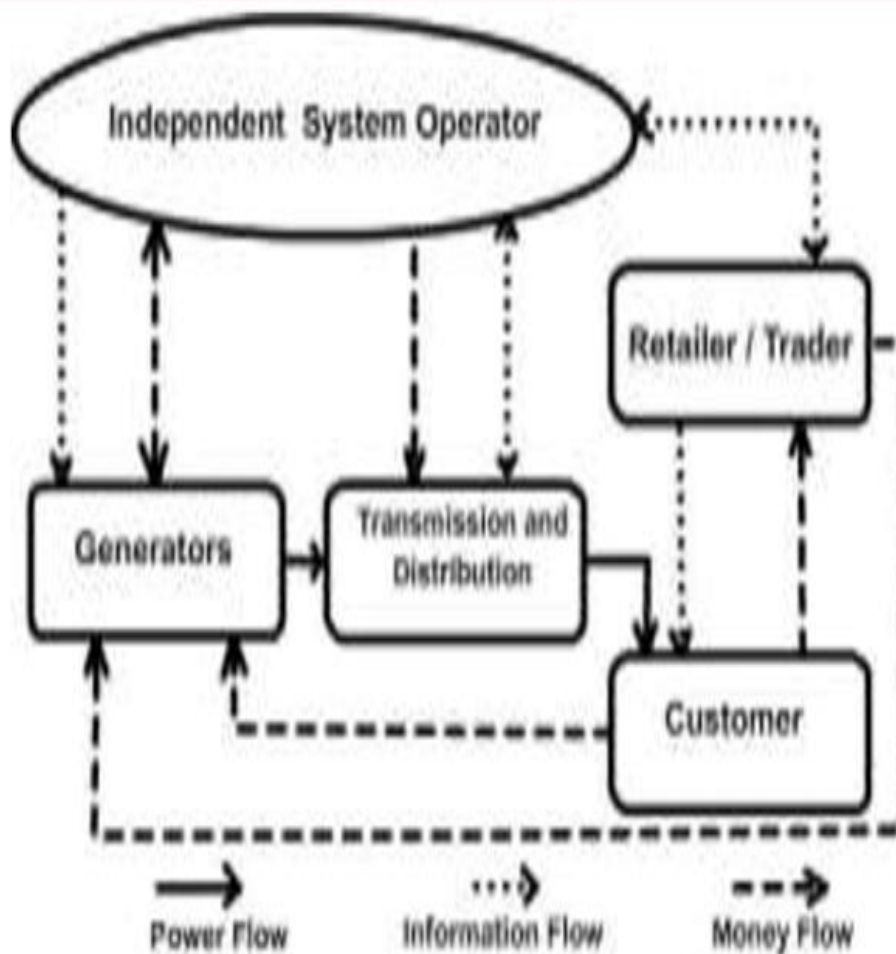 Independent System Operator
Retailer / Trader
Generators
Transmission and
Distribution
Customer
Power Flow
Information Flow
Money Flow